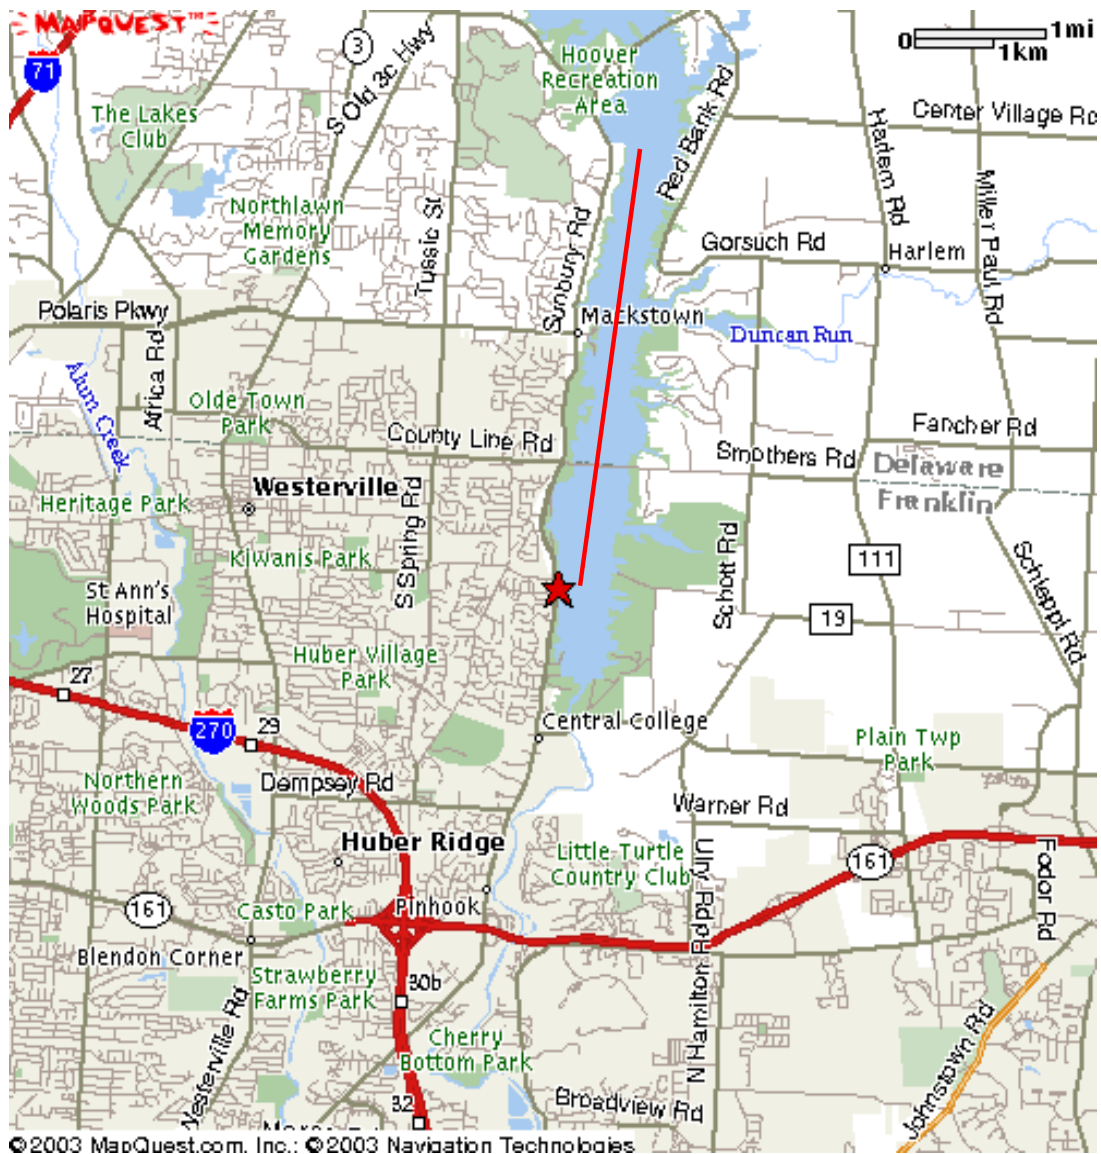 MAPQUEST™
1mi
0
1km
71
3
S Old 3c Hwy
Hoover
Recreation
Area
Red Bank Rd
Center Village Rd
The Lakes
Club
Harlem Rd
Miller Paul Rd
Northlawn
Memory
Gardens
Tussic St
Sunbury Rd
Gorsuch Rd
Harlem
Polaris Pkwy
Mackstown
Duncan Run
Africa Rd
Alum Creek
Olde Town
Park
County Line Rd
Fancher Rd
Smothers Rd
Delaware
Franklin
Westerville
Heritage Park
S Spring Rd
Kiwanis Park
Schott Rd
111
Schleppi Rd
St Ann's
Hospital
19
Huber Village
Park
27
270
29
Central College
Plain Twp
Park
Northern
Woods Park
Dempsey Rd
Warner Rd
Huber Ridge
Little Turtle
Country Club
Ulry Rd
161
Fodor Rd
161
Casto Park
Pinhook
Blendon Corner
Strawberry
Farms Park
30b
N Hamilton Rd
Westerville Rd
Cherry
Bottom Park
Johnstown Rd
32
Broadview Rd
©2003 MapQuest.com, Inc.; ©2003 Navigation Technologies